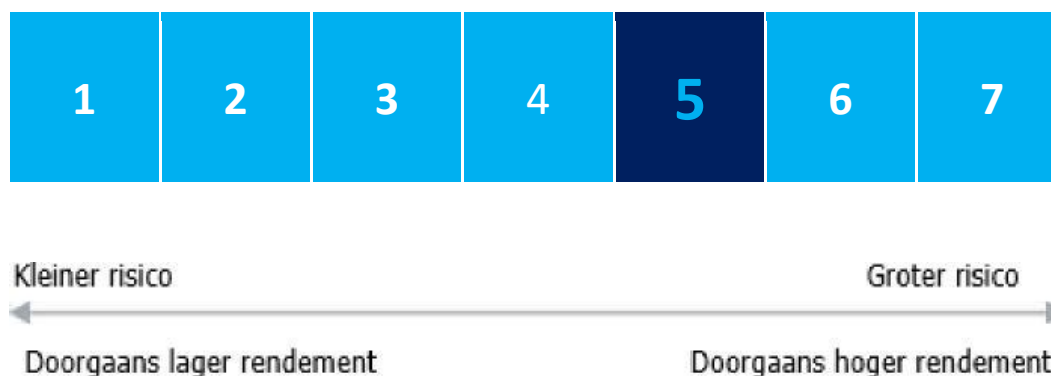 1 2 3 4 5 6 7
Kleiner risico Groter risico
Doorgaans lager rendement Doorgaans hoger rendement